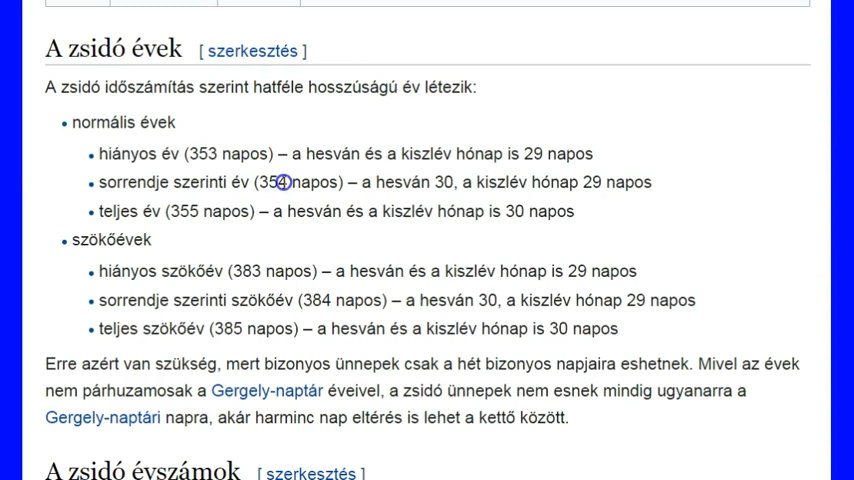 A zsidó évek [ szerkesztés ]
A zsidó időszámítás szerint hatféle hosszúságú év létezik:
• normális évek
• hiányos év (353 napos) – a hesván és a kiszlév hónap is 29 napos
• sorrendje szerinti év (354 napos) – a hesván 30, a kiszlév hónap 29 napos
• teljes év (355 napos) – a hesván és a kiszlév hónap is 30 napos
• szökőévek
• hiányos szökőév (383 napos) – a hesván és a kiszlév hónap is 29 napos
• sorrendje szerinti szökőév (384 napos) – a hesván 30, a kiszlév hónap 29 napos
• teljes szökőév (385 napos) – a hesván és a kiszlév hónap is 30 napos
Erre azért van szükség, mert bizonyos ünnepek csak a hét bizonyos napjaira eshetnek. Mivel az évek
nem párhuzamosak a Gergely-naptár éveivel, a zsidó ünnepek nem esnek mindig ugyanarra a
Gergely-naptári napra, akár harminc nap eltérés is lehet a kettő között.
A zsidó évszámok [ szerkesztés ]